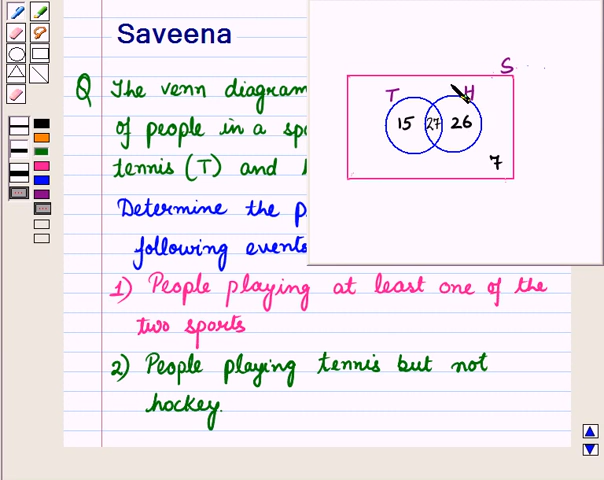 Saveena
Q The venn diagram
of people in a
tennis (T) and
Determine the
following events
1) People playing at least one of the
two sports
2) People playing tennis but not
hockey.
S
T H
15 27 26
7